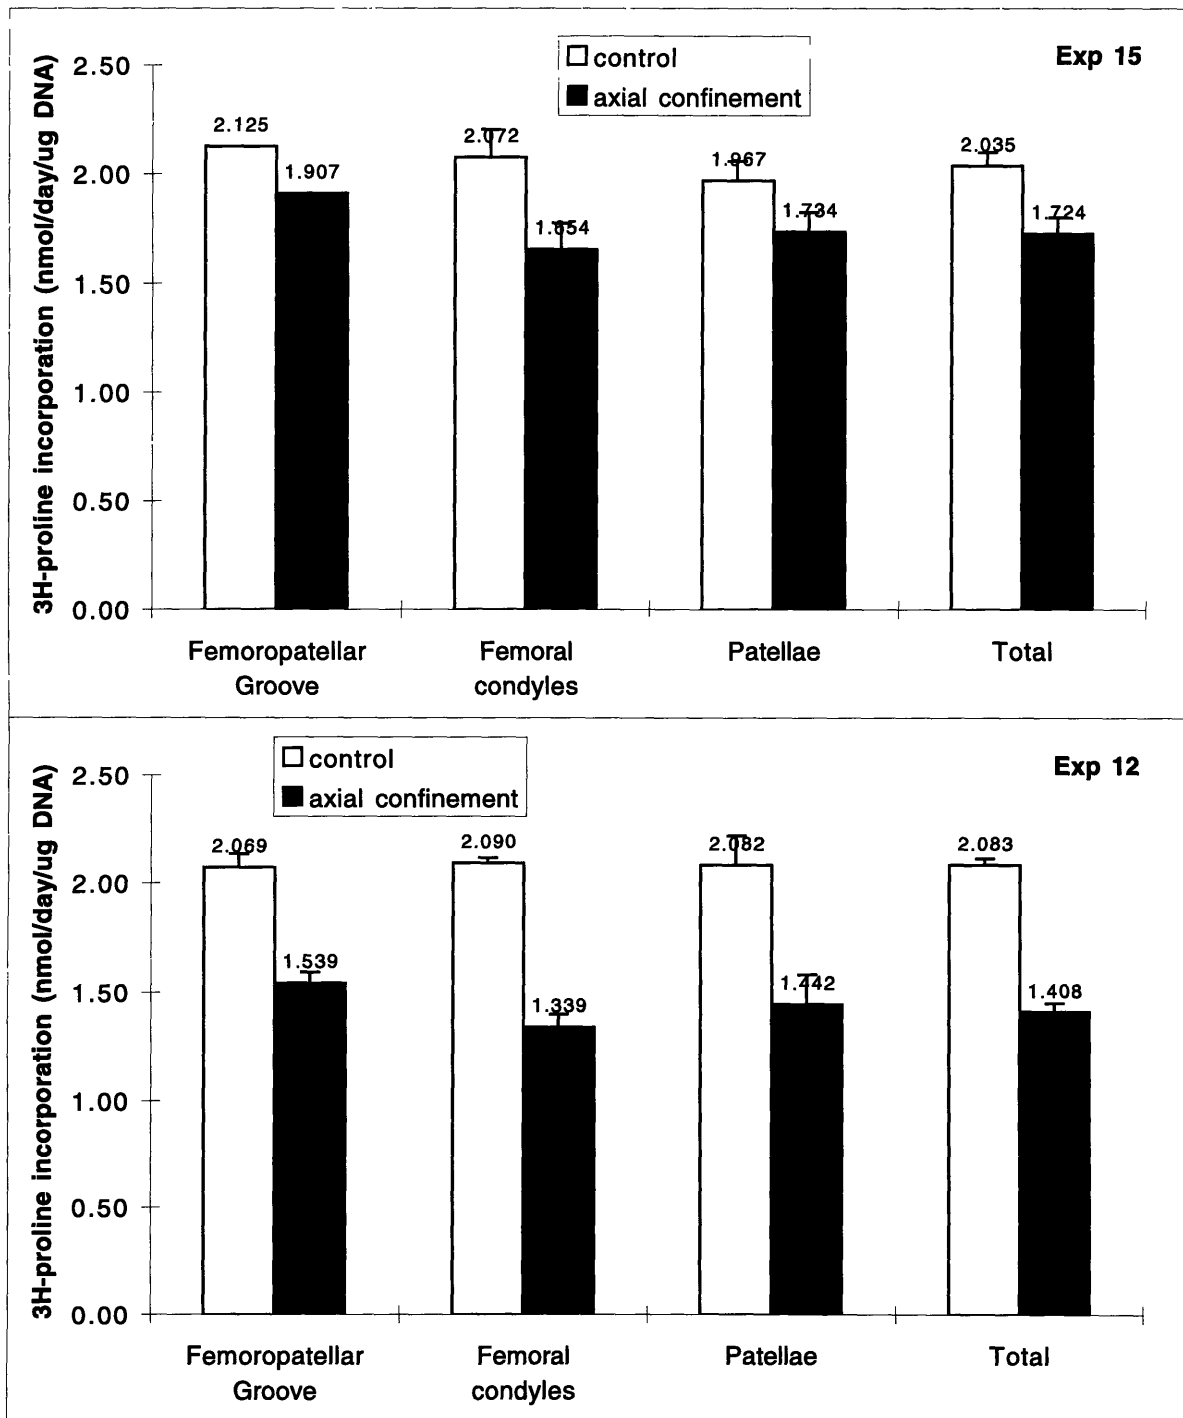 Exp 15
control
axial confinement
3H-proline incorporation (nmol/day/ug DNA)
2.50
2.00
1.50
1.00
0.50
0.00
2.125
1.907
2.072
1.654
1.967
1.734
2.035
1.724
Femoropatellar
Groove
Femoral
condyles
Patellae
Total
Exp 12
control
axial confinement
3H-proline incorporation (nmol/day/ug DNA)
2.50
2.00
1.50
1.00
0.50
0.00
2.069
1.539
2.090
1.339
2.082
1.442
2.083
1.408
Femoropatellar
Groove
Femoral
condyles
Patellae
Total